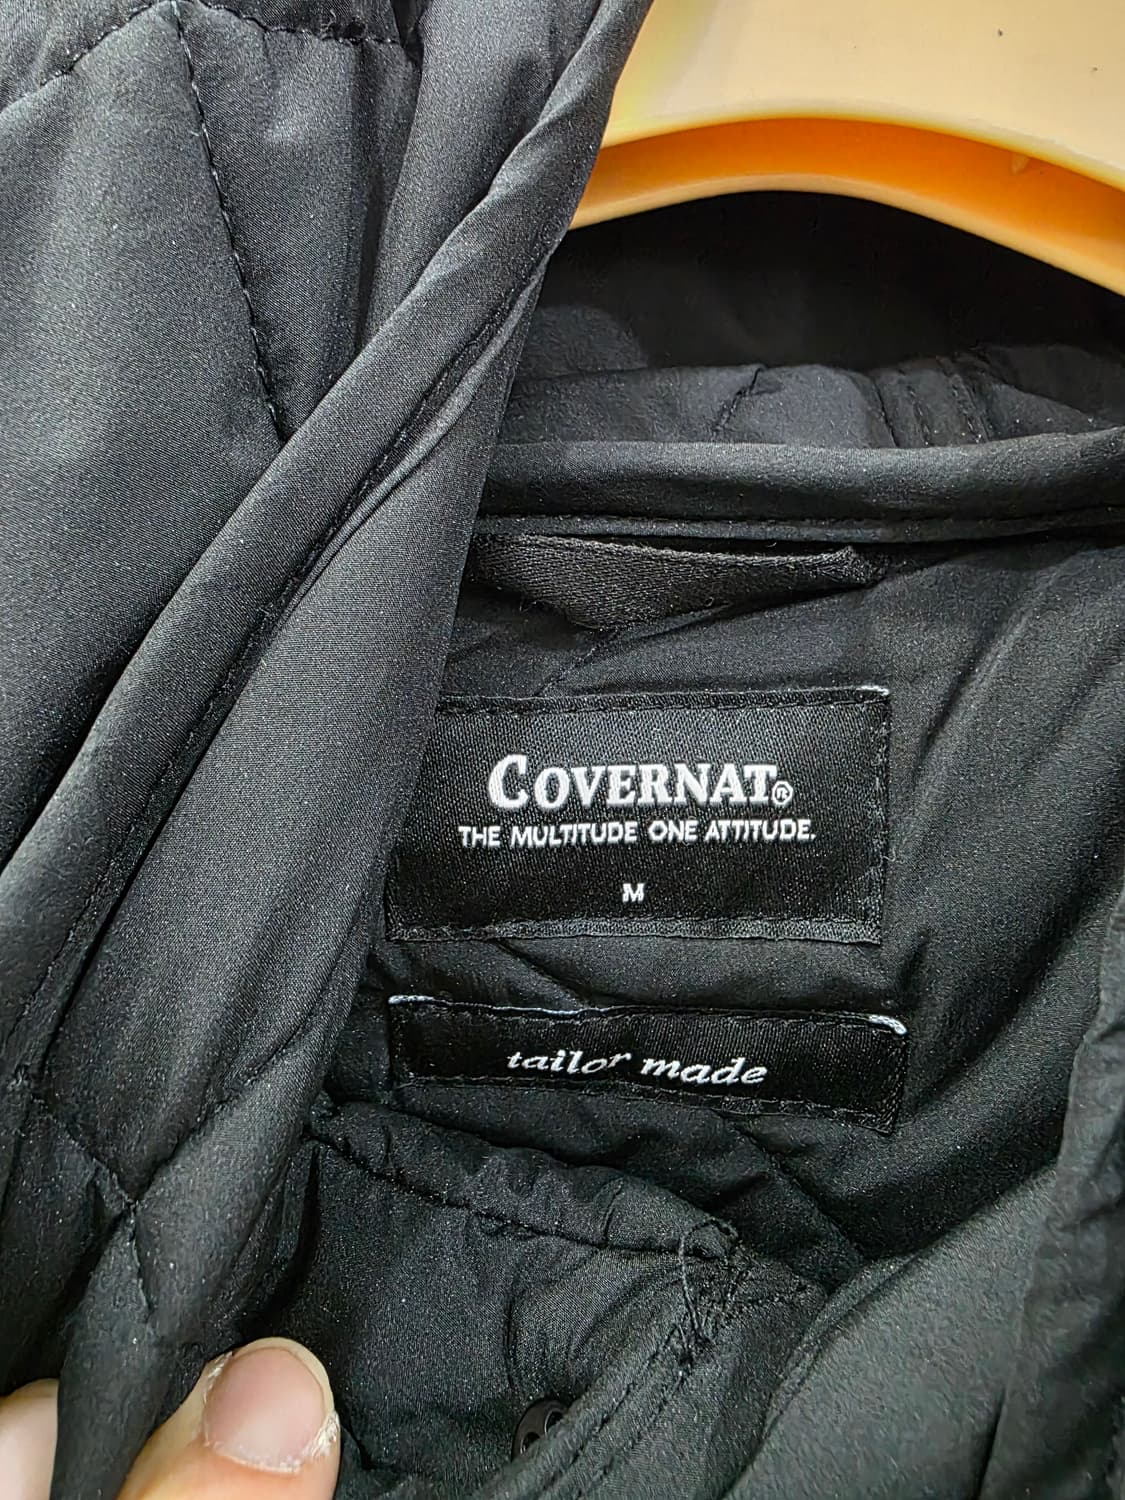 COVERNAT®
THE MULTITUDE ONE ATTITUDE.
M
tailor made